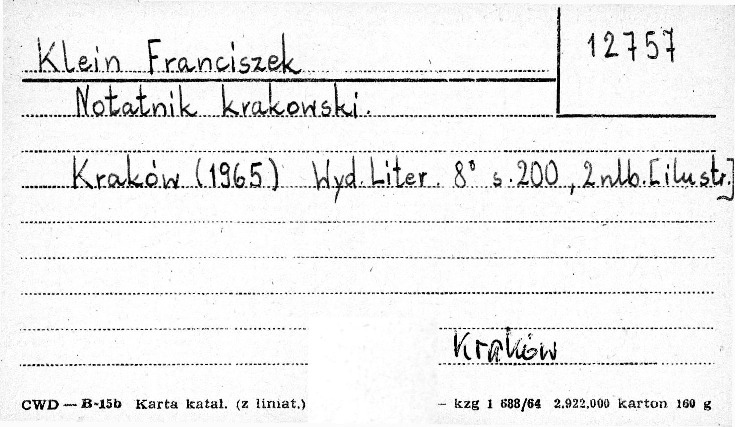 Klein Franciszek
12757
Notatnik krakowski.
Kraków (1965) Wyd. Liter. 8° s. 200, 2 nlb. [ilustr.]
Kraków
CWD — B-15b Karta katal. (z liniat.) — kzg 1 688/64 2.922.000 karton 160 g